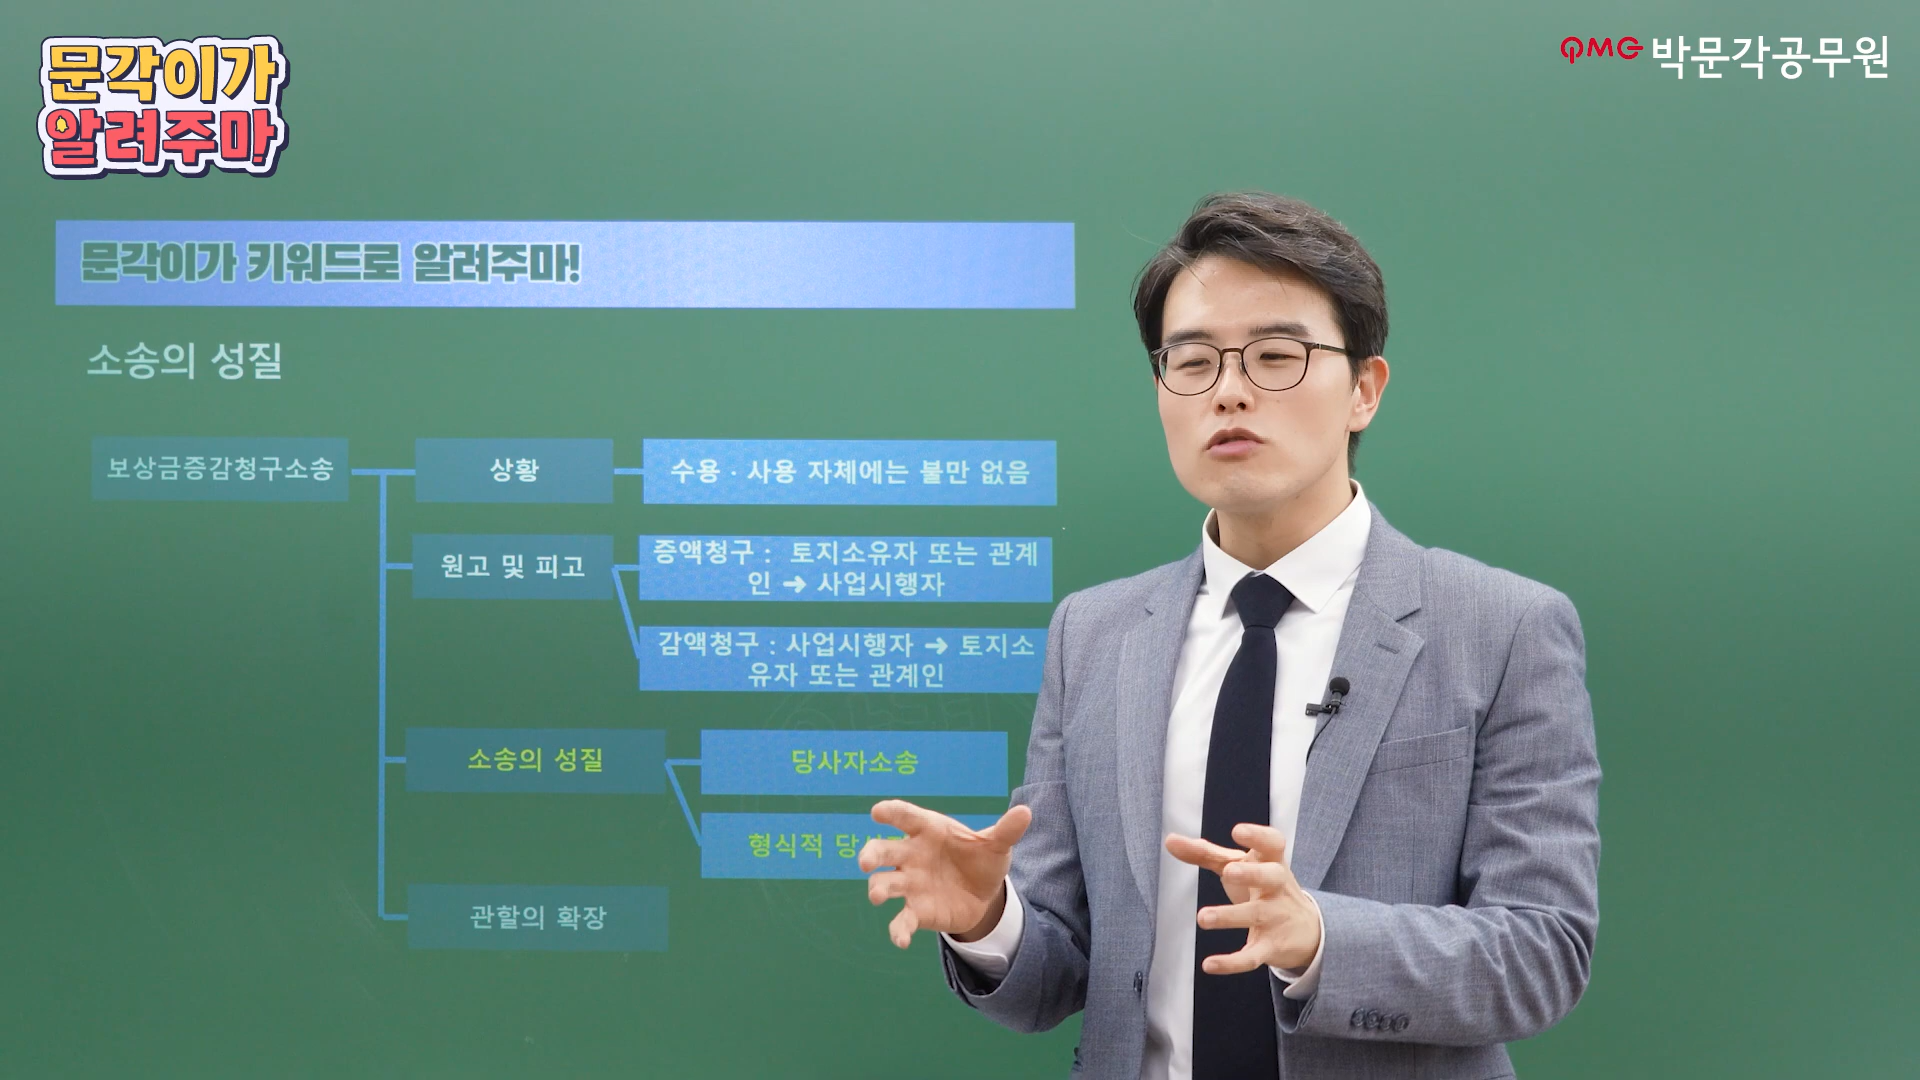 문각이가
알려주마
PMG 박문각공무원
문각이가 키워드로 알려주마!
소송의 성질
보상금증감청구소송
상황
수용 · 사용 자체에는 불만 없음
원고 및 피고
증액청구 : 토지소유자 또는 관계
인 ➜ 사업시행자
감액청구 : 사업시행자 ➜ 토지소
유자 또는 관계인
소송의 성질
당사자소송
형식적
관할의 확장